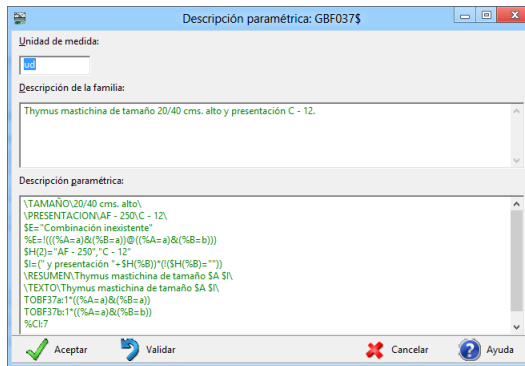 Descripción paramétrica: GBF037$
Unidad de medida:
ud
Descripción de la familia:
Thymus mastichina de tamaño 20/40 cms. alto y presentación C - 12.
Descripción paramétrica:
\TAMAÑO\20/40 cms. alto\
\PRESENTACION\AF - 250\C - 12\
$E="Combinación inexistente"
%E=!(((%A=a)&(%B=a))@((%A=a)&(%B=b)))
$H(2)="AF - 250","C - 12"
$I=(" y presentación "+$H(%B))*(!($H(%B)=""))
\RESUMEN\Thymus mastichina de tamaño $A $I\
\TEXTO\Thymus mastichina de tamaño $A $I\
TOBF37a:1*((%A=a)&(%B=a))
TOBF37b:1*((%A=a)&(%B=b))
%CI:7
Aceptar Validar Cancelar Ayuda